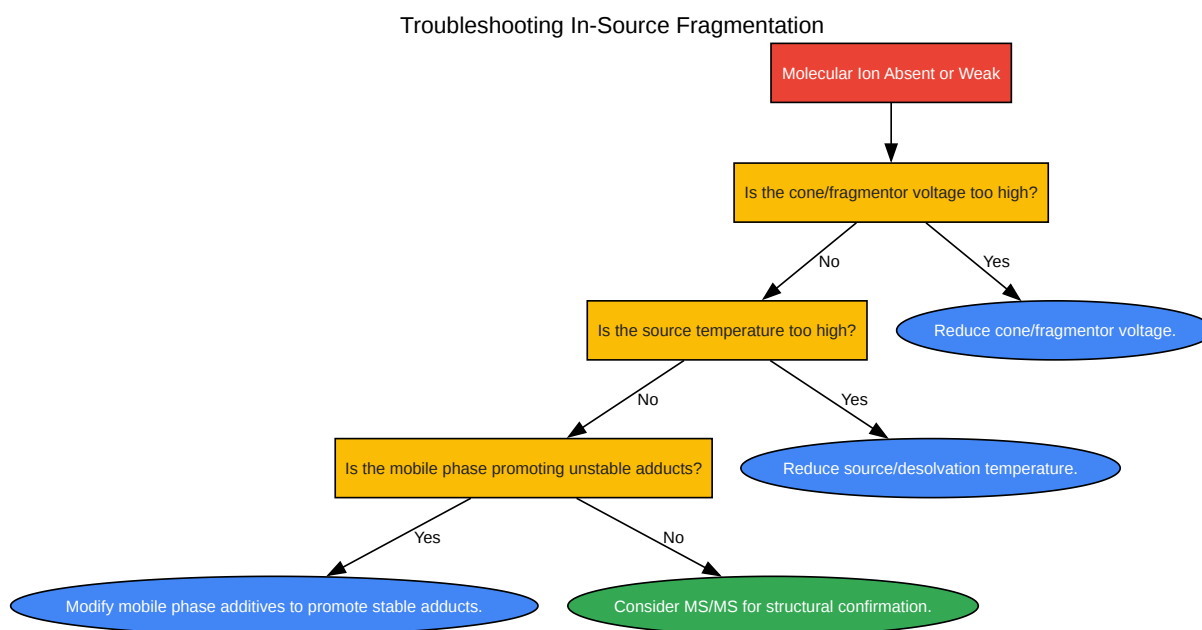 Troubleshooting In-Source Fragmentation
Molecular Ion Absent or Weak
Is the cone/fragmentor voltage too high?
No
Yes
Is the source temperature too high?
Reduce cone/fragmentor voltage.
No
Yes
Is the mobile phase promoting unstable adducts?
Reduce source/desolvation temperature.
Yes
No
Modify mobile phase additives to promote stable adducts.
Consider MS/MS for structural confirmation.